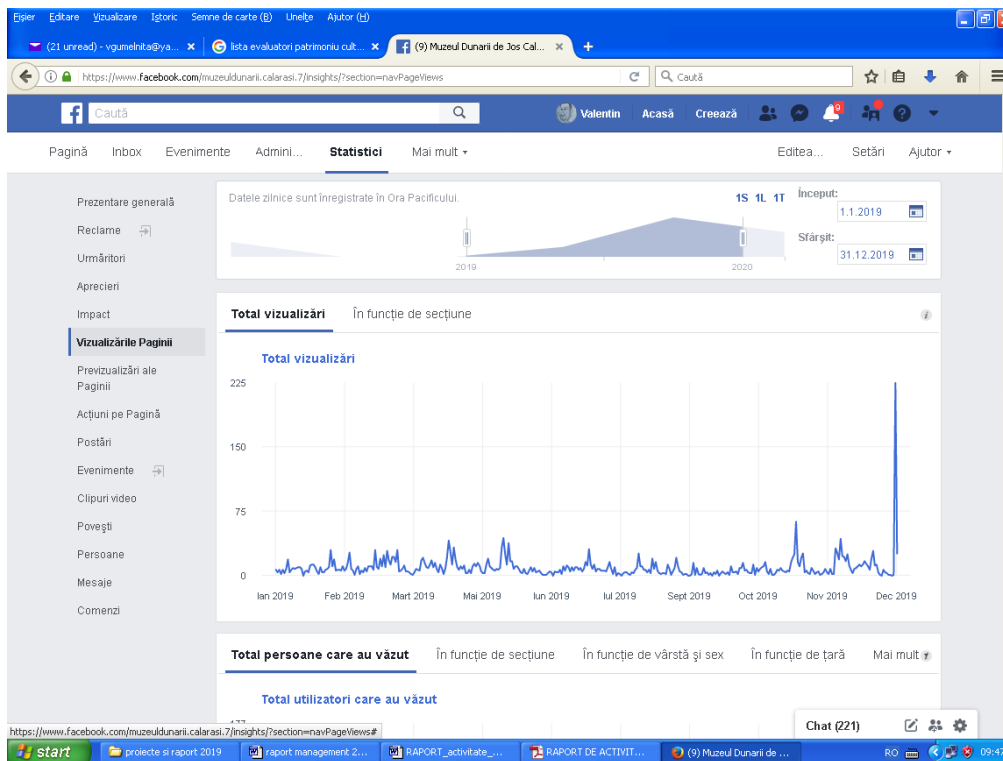 Fişier Editare Vizualizare Istoric Semne de carte (B) Unelte Ajutor (H)
(21 unread) - vgumelnita@ya... lista evaluatori patrimoniu cult... (9) Muzeul Dunarii de Jos Cal...
https://www.facebook.com/muzeuldunarii.calarasi.7/insights/?section=navPageViews Caută
Caută Valentin Acasă Creează 9
Pagină Inbox Evenimente Admini... Statistici Mai mult Editea... Setări Ajutor
Prezentare generală
Reclame
Urmăritori
Aprecieri
Impact
Vizualizările Paginii
Previzualizări ale
Paginii
Acțiuni pe Pagină
Postări
Evenimente
Clipuri video
Povești
Persoane
Mesaje
Comenzi
Datele zilnice sunt înregistrate în Ora Pacificului. 1S 1L 1T
Început:
1.1.2019
Sfârșit:
31.12.2019
2019 2020
Total vizualizări În funcție de secțiune
Total vizualizări
225
150
75
0
Ian 2019 Feb 2019 Mart 2019 Mai 2019 Iun 2019 Iul 2019 Sept 2019 Oct 2019 Nov 2019 Dec 2019
Total persoane care au văzut În funcție de secțiune În funcție de vârstă și sex În funcție de țară Mai mult
Total utilizatori care au văzut
Chat (221)
https://www.facebook.com/muzeuldunarii.calarasi.7/insights/?section=navPageViews#
start proiecte si raport 2019 raport management 2... RAPORT_activitate_... RAPORT DE ACTIVIT... (9) Muzeul Dunarii de ... RO 09:47